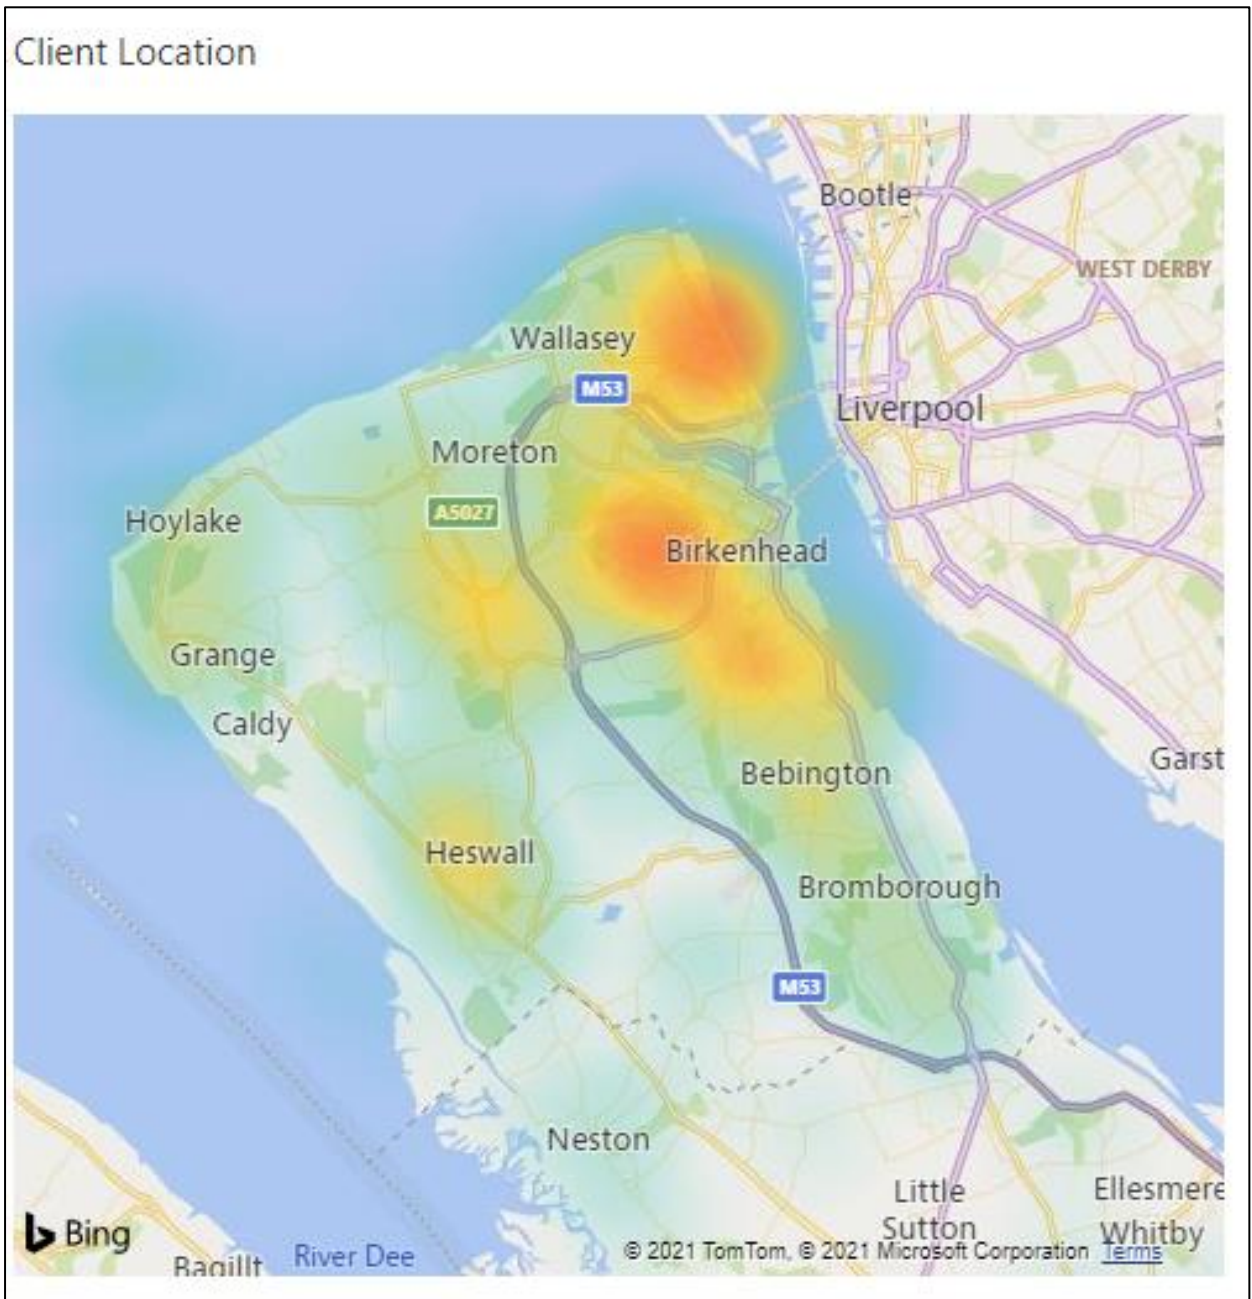 Client Location
Bootle
WEST DERBY
Wallasey
M53
Liverpool
Moreton
A5027
Hoylake
Birkenhead
Grange
Caldy
Garst
Bebington
Heswall
Bromborough
M53
Neston
Little
Sutton
Ellesmere
Whitby
Bing
Bagillt
River Dee
© 2021 TomTom, © 2021 Microsoft Corporation Terms